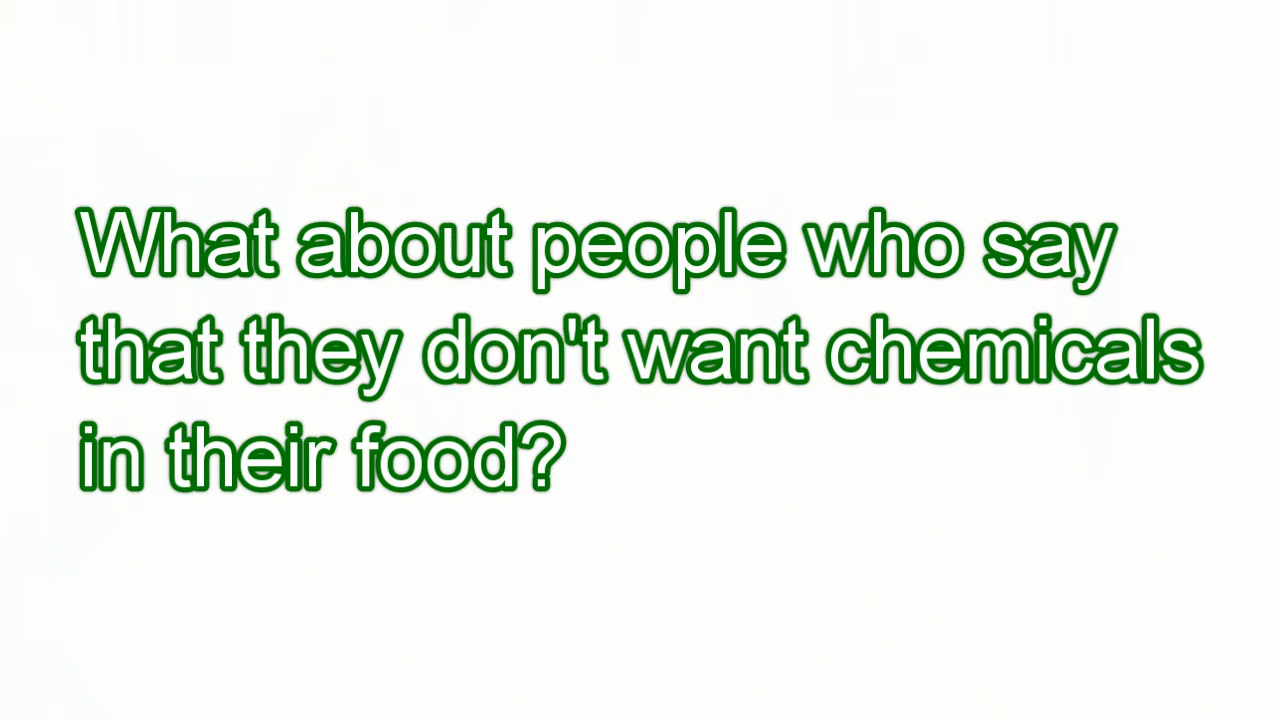 What about people who say
that they don't want chemicals
in their food?